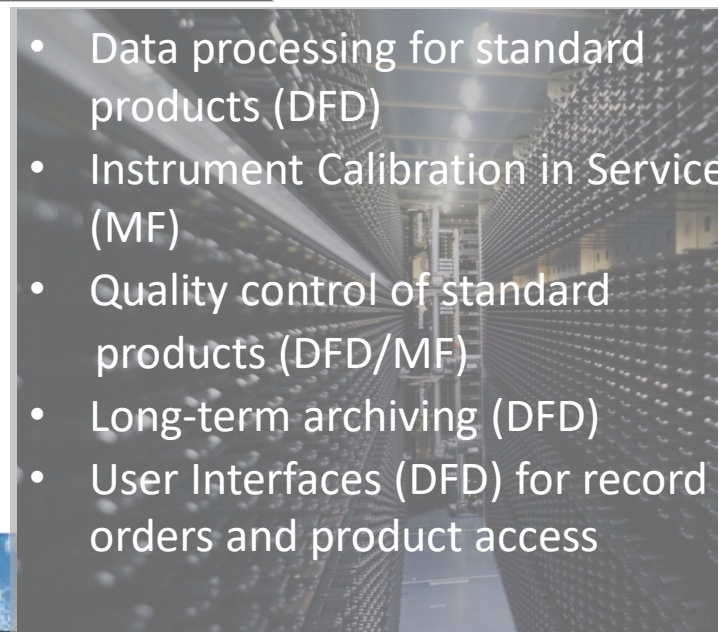 • Data processing for standard
products (DFD)
• Instrument Calibration in Service
(MF)
• Quality control of standard
products (DFD/MF)
• Long-term archiving (DFD)
• User Interfaces (DFD) for record
orders and product access